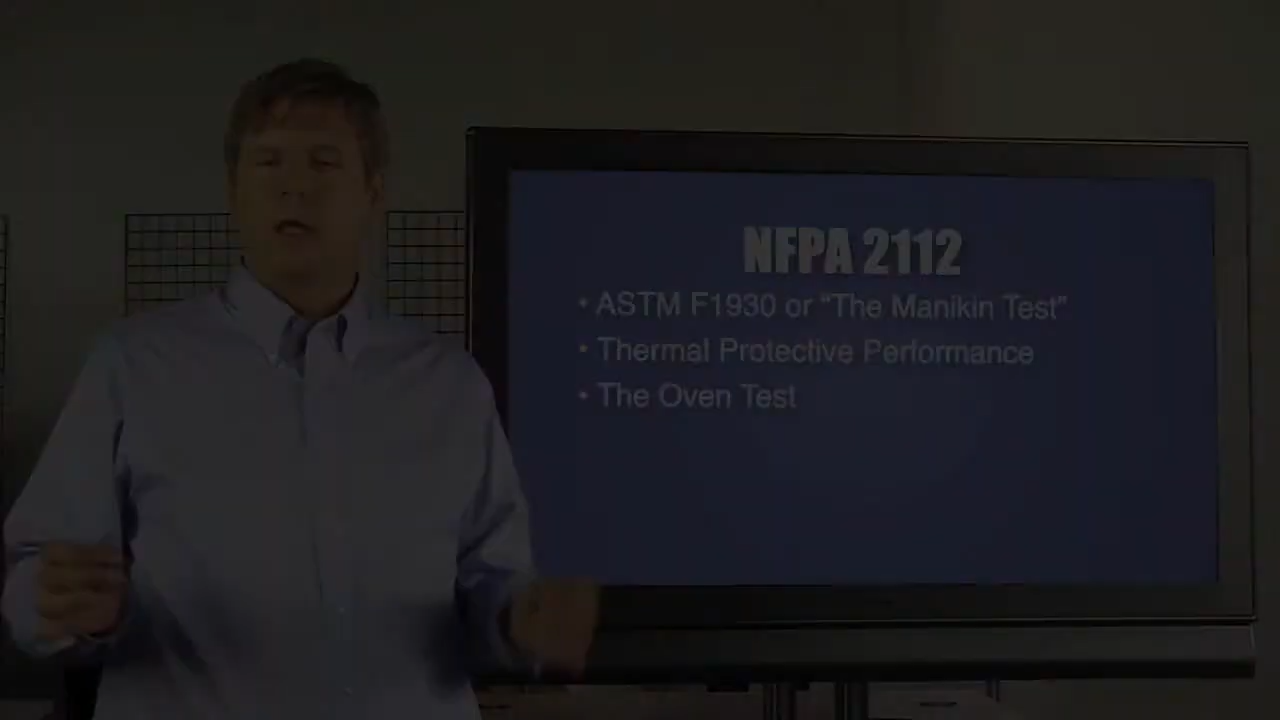 NFPA 2112
• ASTM F1930 or “The Manikin Test”
• Thermal Protective Performance
• The Oven Test